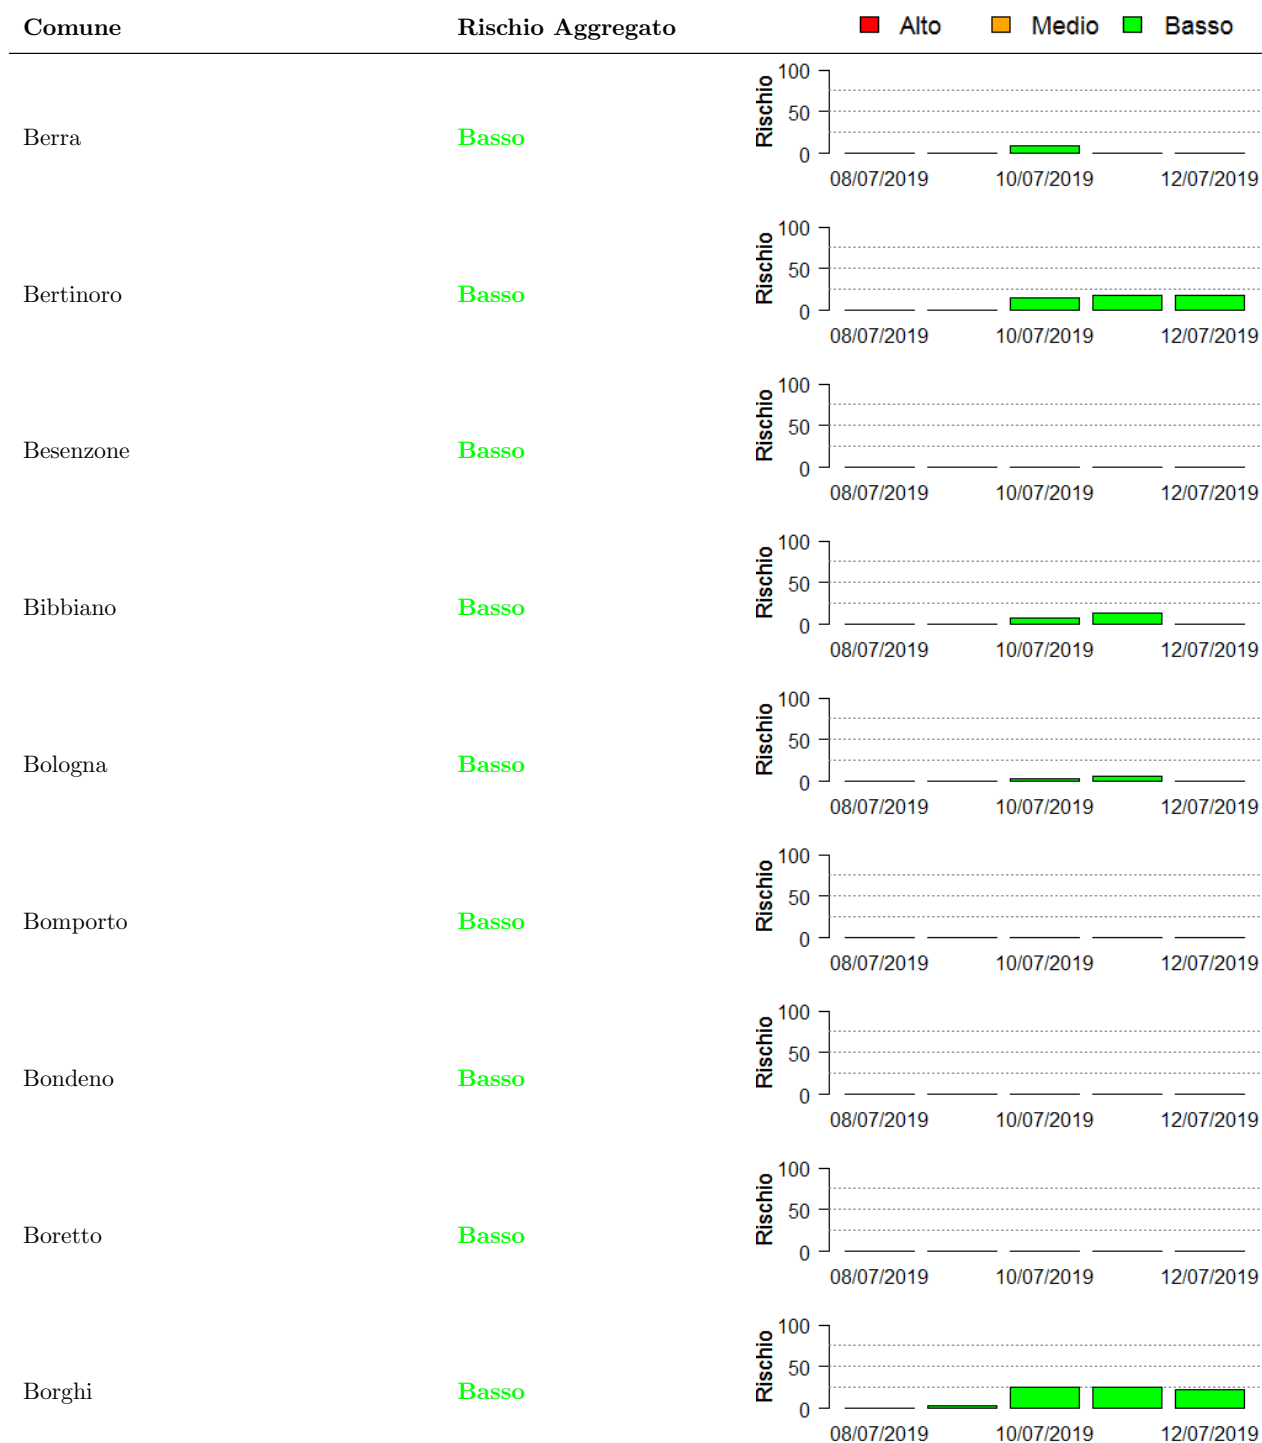 Comune Rischio Aggregato Alto Medio Basso
100
50
0
Rischio
Berra Basso
08/07/2019 10/07/2019 12/07/2019
100
50
0
Rischio
Bertinoro Basso
08/07/2019 10/07/2019 12/07/2019
100
50
0
Rischio
Besenzone Basso
08/07/2019 10/07/2019 12/07/2019
100
50
0
Rischio
Bibbiano Basso
08/07/2019 10/07/2019 12/07/2019
100
50
0
Rischio
Bologna Basso
08/07/2019 10/07/2019 12/07/2019
100
50
0
Rischio
Bomporto Basso
08/07/2019 10/07/2019 12/07/2019
100
50
0
Rischio
Bondeno Basso
08/07/2019 10/07/2019 12/07/2019
100
50
0
Rischio
Boretto Basso
08/07/2019 10/07/2019 12/07/2019
100
50
0
Rischio
Borghi Basso
08/07/2019 10/07/2019 12/07/2019